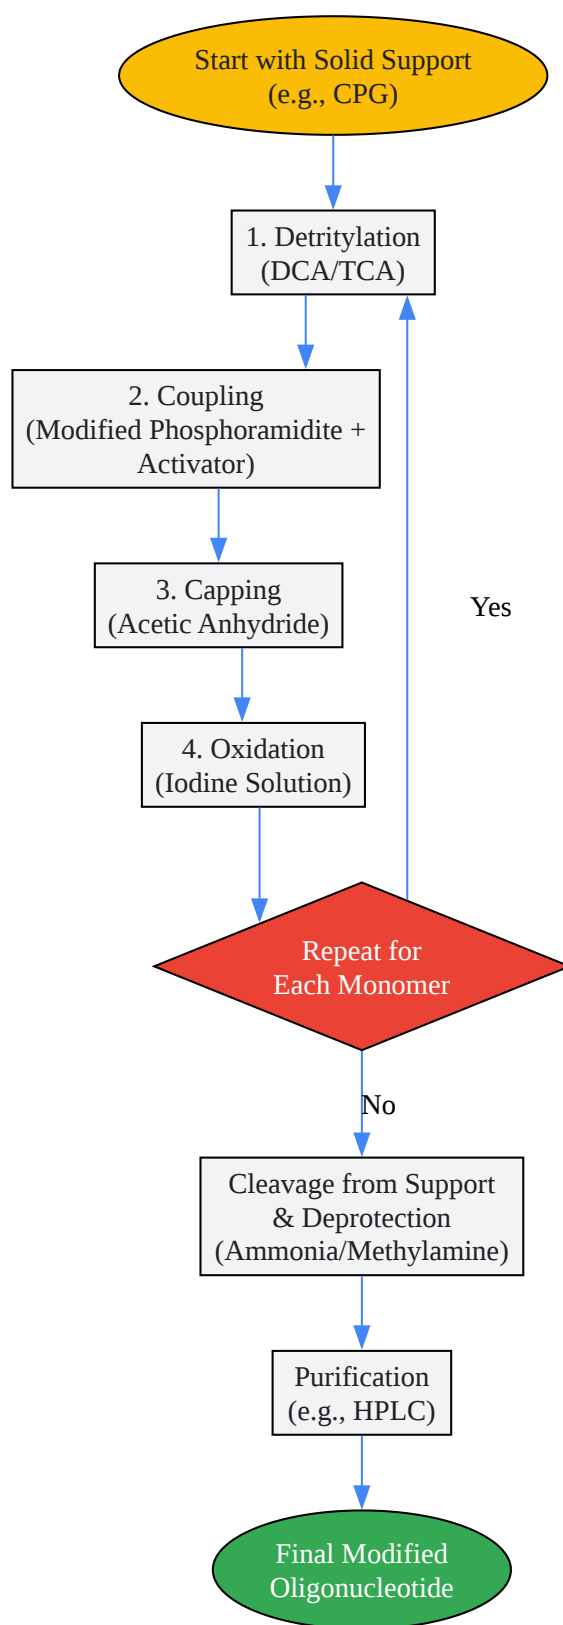 Start with Solid Support
(e.g., CPG)
1. Detritylation
(DCA/TCA)
2. Coupling
(Modified Phosphoramidite +
Activator)
3. Capping
(Acetic Anhydride)
Yes
4. Oxidation
(Iodine Solution)
Repeat for
Each Monomer
No
Cleavage from Support
& Deprotection
(Ammonia/Methylamine)
Purification
(e.g., HPLC)
Final Modified
Oligonucleotide